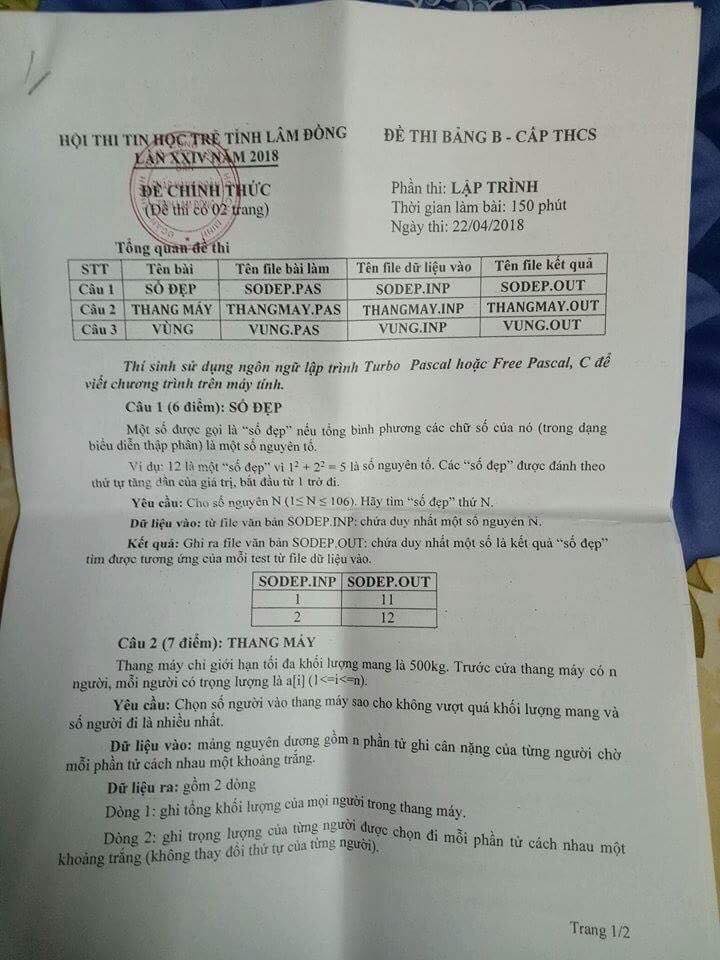 HỘI THI TIN HỌC TRẺ TỈNH LÂM ĐỒNG
LẦN XXIV NĂM 2018
ĐỀ CHÍNH THỨC
(Đề thi có 02 trang)
ĐỀ THI BẢNG B - CẤP THCS
Phần thi: LẬP TRÌNH
Thời gian làm bài: 150 phút
Ngày thi: 22/04/2018
Tổng quan đề thi
STT Tên bài Tên file bài làm Tên file dữ liệu vào Tên file kết quả
Câu 1 SỐ ĐẸP SODEP.PAS SODEP.INP SODEP.OUT
Câu 2 THANG MÁY THANGMAY.PAS THANGMAY.INP THANGMAY.OUT
Câu 3 VÙNG VUNG.PAS VUNG.INP VUNG.OUT
Thí sinh sử dụng ngôn ngữ lập trình Turbo Pascal hoặc Free Pascal, C để
viết chương trình trên máy tính.
Câu 1 (6 điểm): SỐ ĐẸP
Một số được gọi là “số đẹp” nếu tổng bình phương các chữ số của nó (trong dạng
biểu diễn thập phân) là một số nguyên tố.
Ví dụ: 12 là một “số đẹp” vì 1² + 2² = 5 là số nguyên tố. Các “số đẹp” được đánh theo
thứ tự tăng dần của giá trị, bắt đầu từ 1 trở đi.
Yêu cầu: Cho số nguyên N (1≤ N ≤ 106). Hãy tìm “số đẹp” thứ N.
Dữ liệu vào: từ file văn bản SODEP.INP: chứa duy nhất một số nguyên N.
Kết quả: Ghi ra file văn bản SODEP.OUT: chứa duy nhất một số là kết quả “số đẹp”
tìm được tương ứng của mỗi test từ file dữ liệu vào.
SODEP.INP SODEP.OUT
1 11
2 12
Câu 2 (7 điểm): THANG MÁY
Thang máy chỉ giới hạn tối đa khối lượng mang là 500kg. Trước cửa thang máy có n
người, mỗi người có trọng lượng là a[i] (1<=i<=n).
Yêu cầu: Chọn số người vào thang máy sao cho không vượt quá khối lượng mang và
số người đi là nhiều nhất.
Dữ liệu vào: mảng nguyên dương gồm n phần tử ghi cân nặng của từng người chờ
mỗi phần tử cách nhau một khoảng trắng.
Dữ liệu ra: gồm 2 dòng
Dòng 1: ghi tổng khối lượng của mọi người trong thang máy.
Dòng 2: ghi trọng lượng của từng người được chọn đi mỗi phần tử cách nhau một
khoảng trắng (không thay đổi thứ tự của từng người).
Trang 1/2